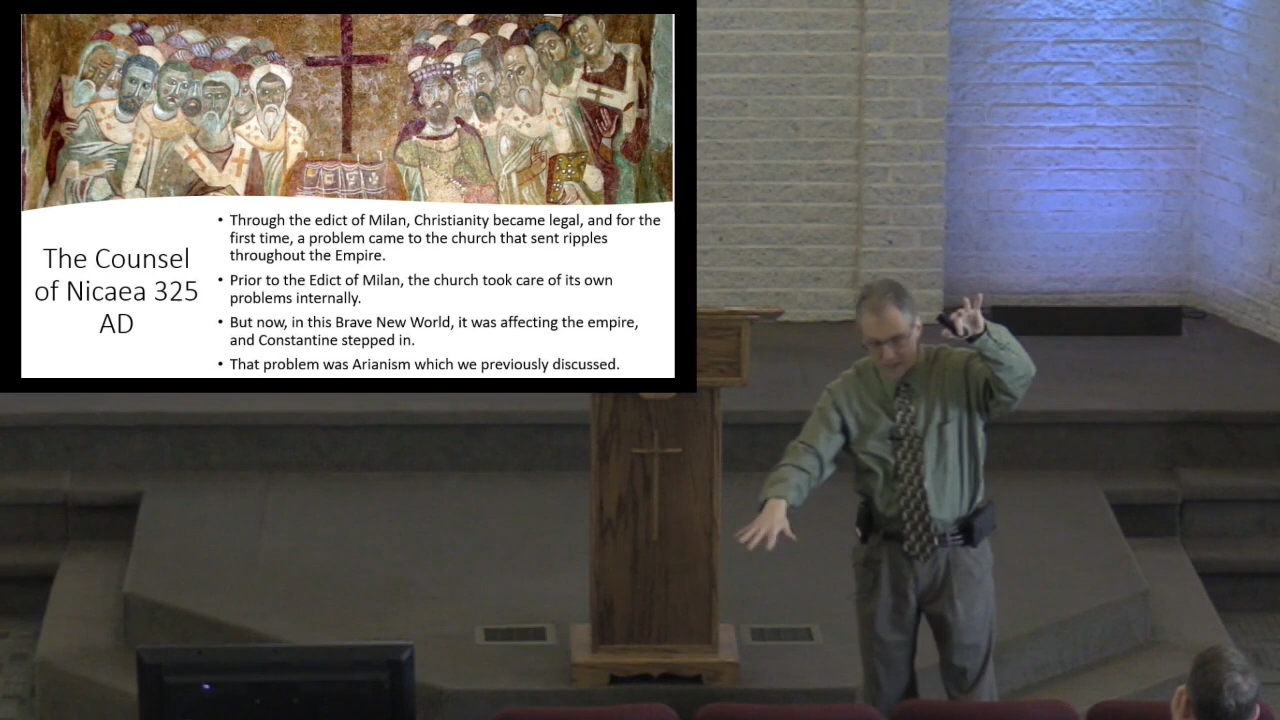 The Counsel
of Nicaea 325
AD
• Through the edict of Milan, Christianity became legal, and for the
first time, a problem came to the church that sent ripples
throughout the Empire.
• Prior to the Edict of Milan, the church took care of its own
problems internally.
• But now, in this Brave New World, it was affecting the empire,
and Constantine stepped in.
• That problem was Arianism which we previously discussed.